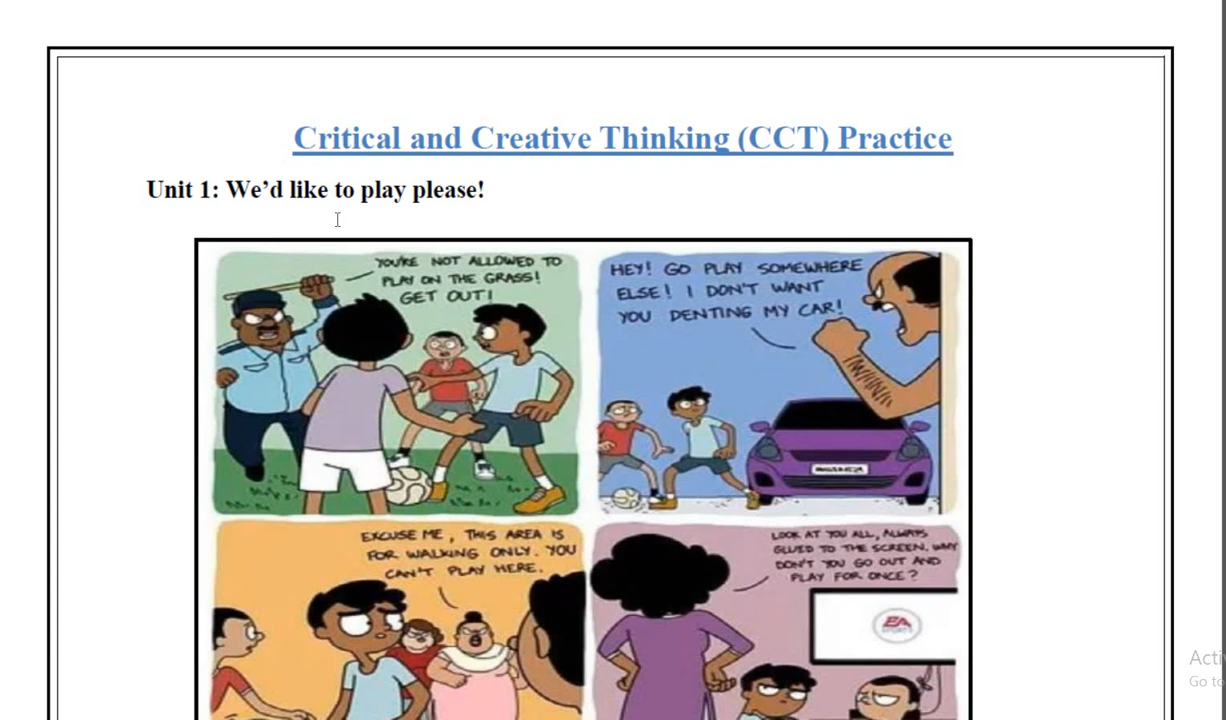 Critical and Creative Thinking (CCT) Practice
Unit 1: We'd like to play please!
YOU'RE NOT ALLOWED TO
PLAY ON THE GRASS!
GET OUT!
HEY! GO PLAY SOMEWHERE
ELSE! I DON'T WANT
YOU DENTING MY CAR!
EXCUSE ME, THIS AREA IS
FOR WALKING ONLY. YOU
CAN'T PLAY HERE.
LOOK AT YOU ALL, ALWAYS
GLUED TO THE SCREEN. WHY
DON'T YOU GO OUT AND
PLAY FOR ONCE?
EA
SPORTS
Go to